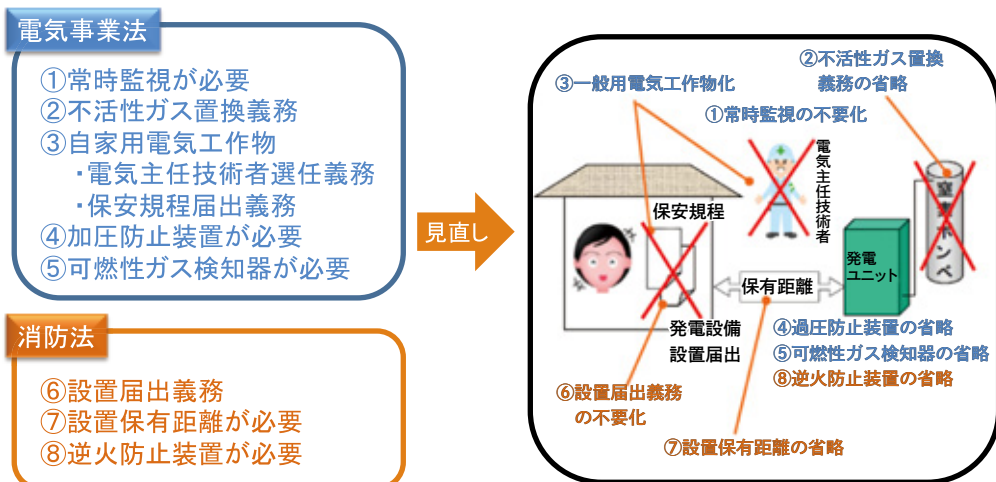 電気事業法
①常時監視が必要
②不活性ガス置換義務
③自家用電気工作物
・電気主任技術者選任義務
・保安規程届出義務
④加圧防止装置が必要
⑤可燃性ガス検知器が必要
消防法
⑥設置届出義務
⑦設置保有距離が必要
⑧逆火防止装置が必要
見直し
②不活性ガス置換
義務の省略
③一般用電気工作物化
①常時監視の不要化
電気主任技術者
窒素ボンベ
保安規程
発電
ユニット
保有距離
発電設備
設置届出
④過圧防止装置の省略
⑤可燃性ガス検知器の省略
⑧逆火防止装置の省略
⑥設置届出義務
の不要化
⑦設置保有距離の省略